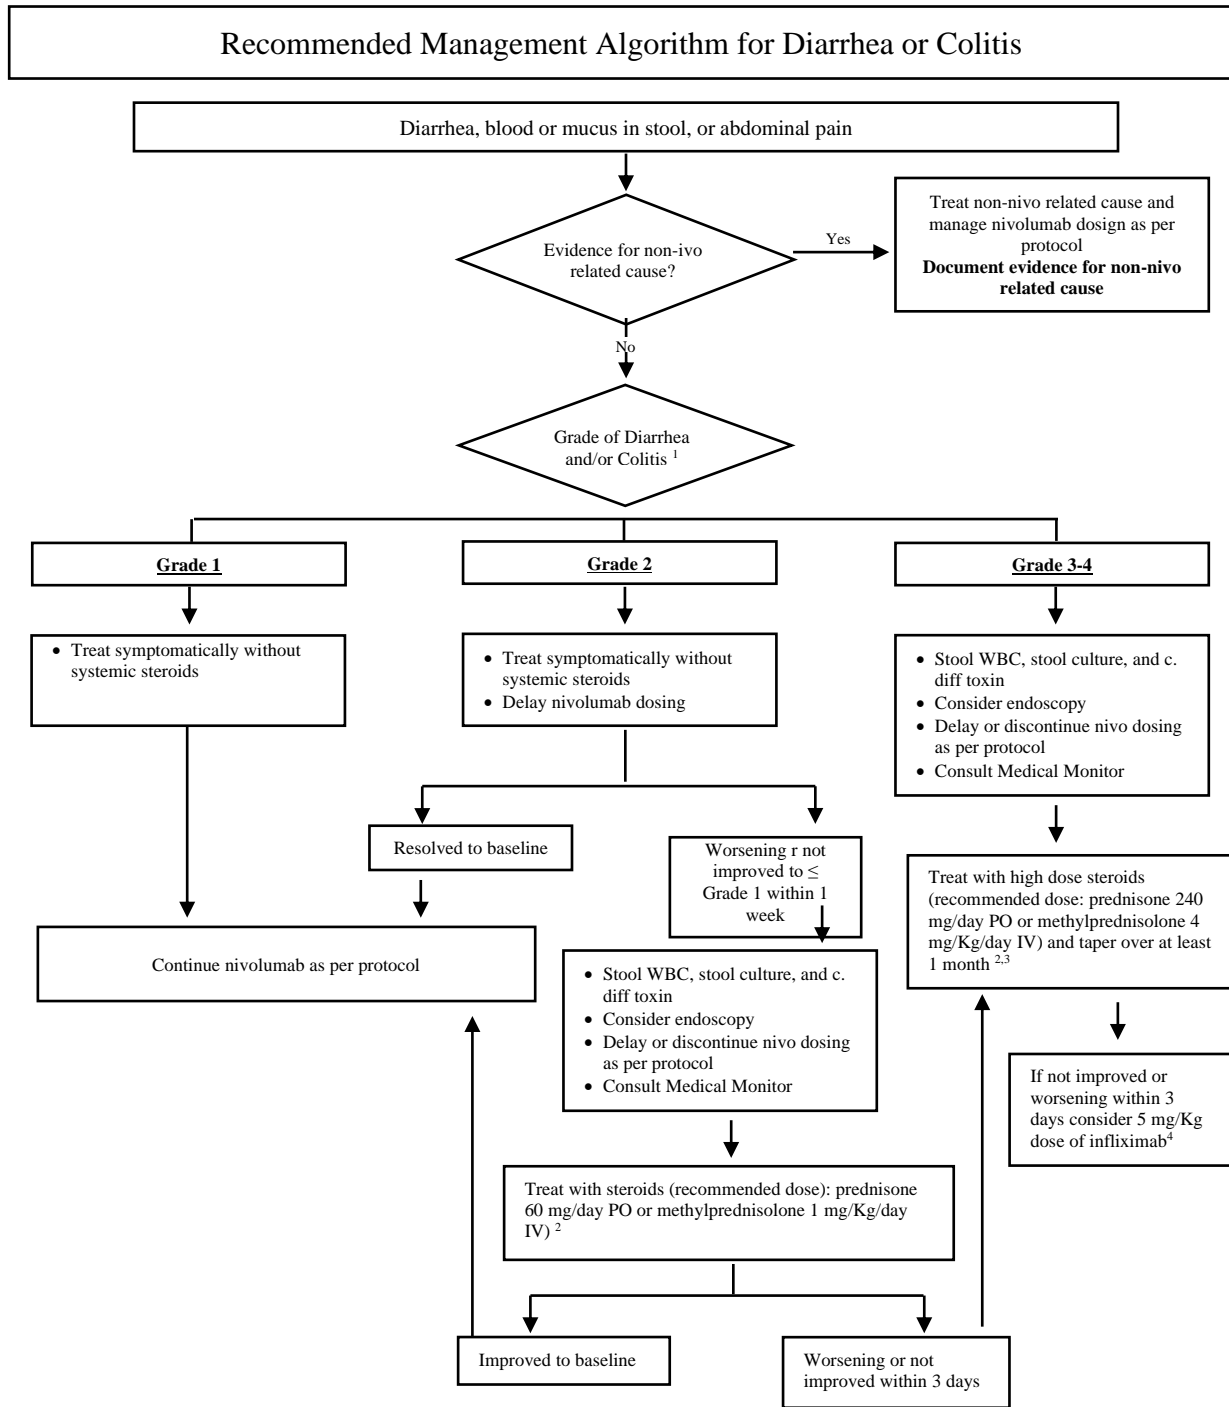 Recommended Management Algorithm for Diarrhea or Colitis
Diarrhea, blood or mucus in stool, or abdominal pain
Evidence for non-ivo
related cause?
Yes
Treat non-nivo related cause and
manage nivolumab dosign as per
protocol
Document evidence for non-nivo
related cause
No
Grade of Diarrhea
and/or Colitis 1
Grade 1
Grade 2
Grade 3-4
• Treat symptomatically without
systemic steroids
• Treat symptomatically without
systemic steroids
• Delay nivolumab dosing
• Stool WBC, stool culture, and c.
diff toxin
• Consider endoscopy
• Delay or discontinue nivo dosing
as per protocol
• Consult Medical Monitor
Resolved to baseline
Worsening r not
improved to ≤
Grade 1 within 1
week
Treat with high dose steroids
(recommended dose: prednisone 240
mg/day PO or methylprednisolone 4
mg/Kg/day IV) and taper over at least
1 month 2,3
Continue nivolumab as per protocol
• Stool WBC, stool culture, and c.
diff toxin
• Consider endoscopy
• Delay or discontinue nivo dosing
as per protocol
• Consult Medical Monitor
If not improved or
worsening within 3
days consider 5 mg/Kg
dose of infliximab4
Treat with steroids (recommended dose): prednisone
60 mg/day PO or methylprednisolone 1 mg/Kg/day
IV) 2
Improved to baseline
Worsening or not
improved within 3 days